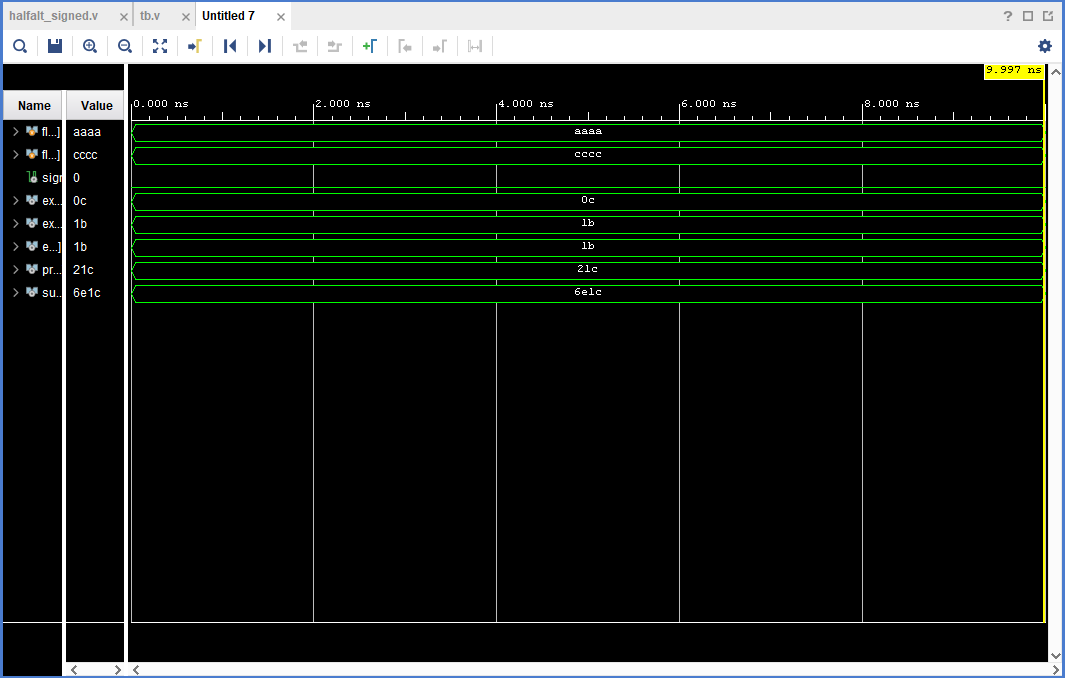 halfalt_signed.v tb.v Untitled 7
9.997 ns
Name Value 0.000 ns 2.000 ns 4.000 ns 6.000 ns 8.000 ns
fl...] aaaa aaaa
fl...] cccc cccc
sigr 0
ex... 0c 0c
ex... 1b 1b
e...] 1b 1b
pr... 21c 21c
su... 6e1c 6e1c